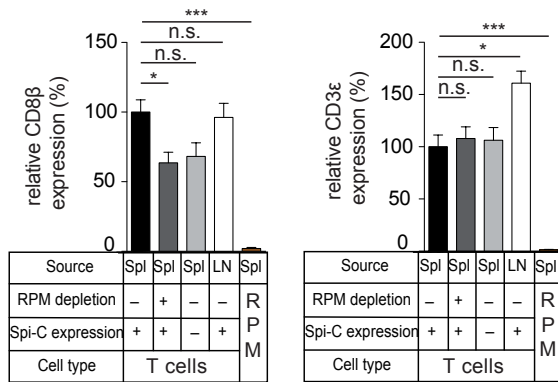 ***
n.s.
n.s.
*
150
100
50
0
relative CD8β
expression (%)
Source Spl Spl Spl LN Spl
RPM depletion – + – – RPM
Spi-C expression + + – +
Cell type T cells
***
*
n.s.
n.s.
200
150
100
50
0
relative CD3ε
expression (%)
Source Spl Spl Spl LN Spl
RPM depletion – + – – RPM
Spi-C expression + + – +
Cell type T cells